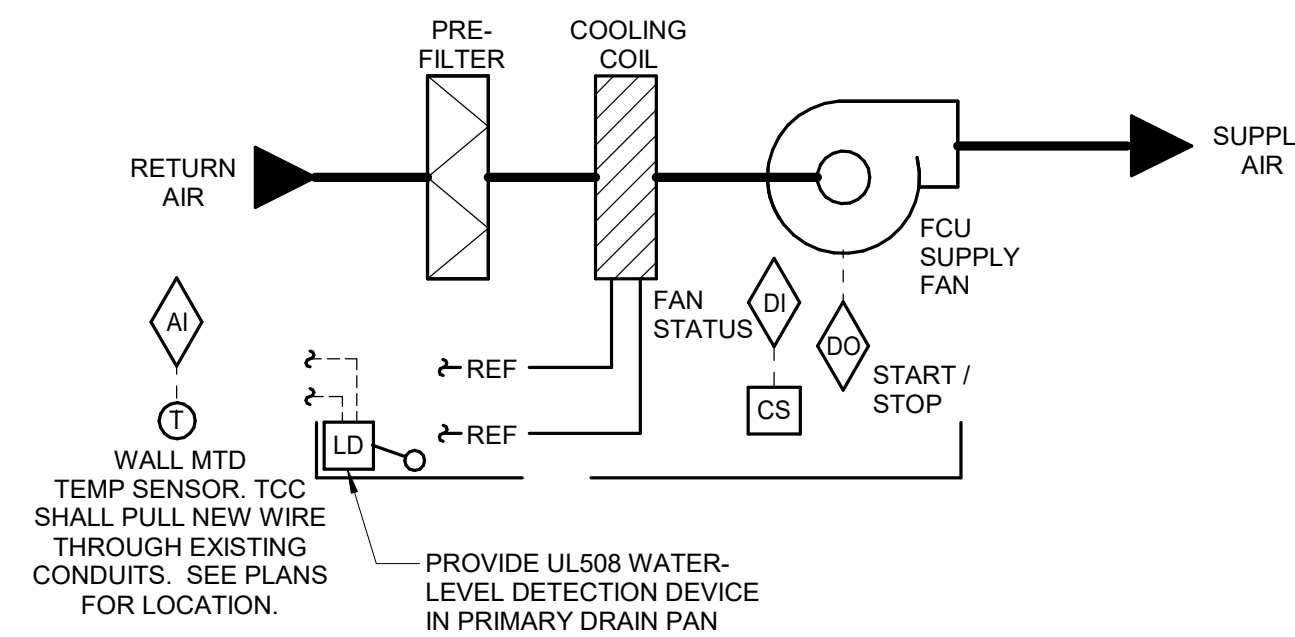 PRE-
FILTER
COOLING
COIL
RETURN
AIR
SUPPL
AIR
FCU
SUPPLY
FAN
FAN
STATUS
DI
DO
START /
STOP
CS
AI
T
REF
REF
LD
WALL MTD
TEMP SENSOR. TCC
SHALL PULL NEW WIRE
THROUGH EXISTING
CONDUITS.  SEE PLANS
FOR LOCATION.
PROVIDE UL508 WATER-
LEVEL DETECTION DEVICE
IN PRIMARY DRAIN PAN